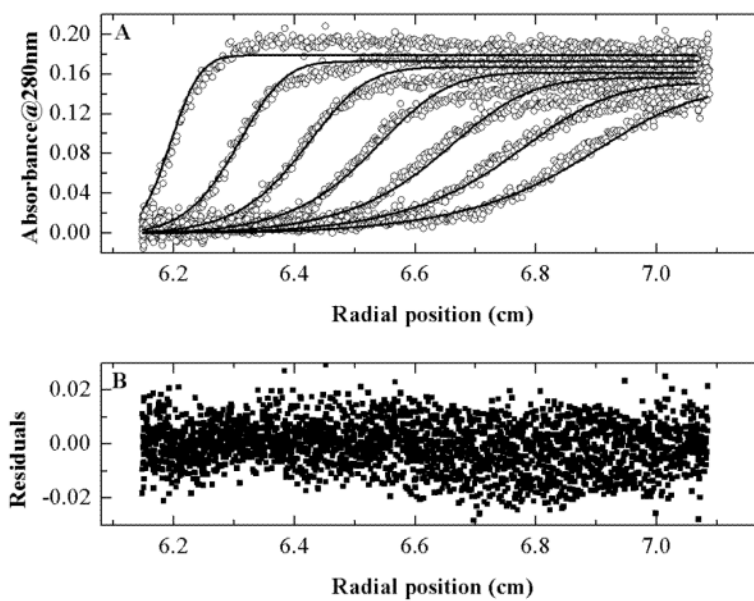 A
Absorbance@280nm
0.20
0.16
0.12
0.08
0.04
0.00
6.2 6.4 6.6 6.8 7.0
Radial position (cm)
B
Residuals
0.02
0.00
-0.02
6.2 6.4 6.6 6.8 7.0
Radial position (cm)